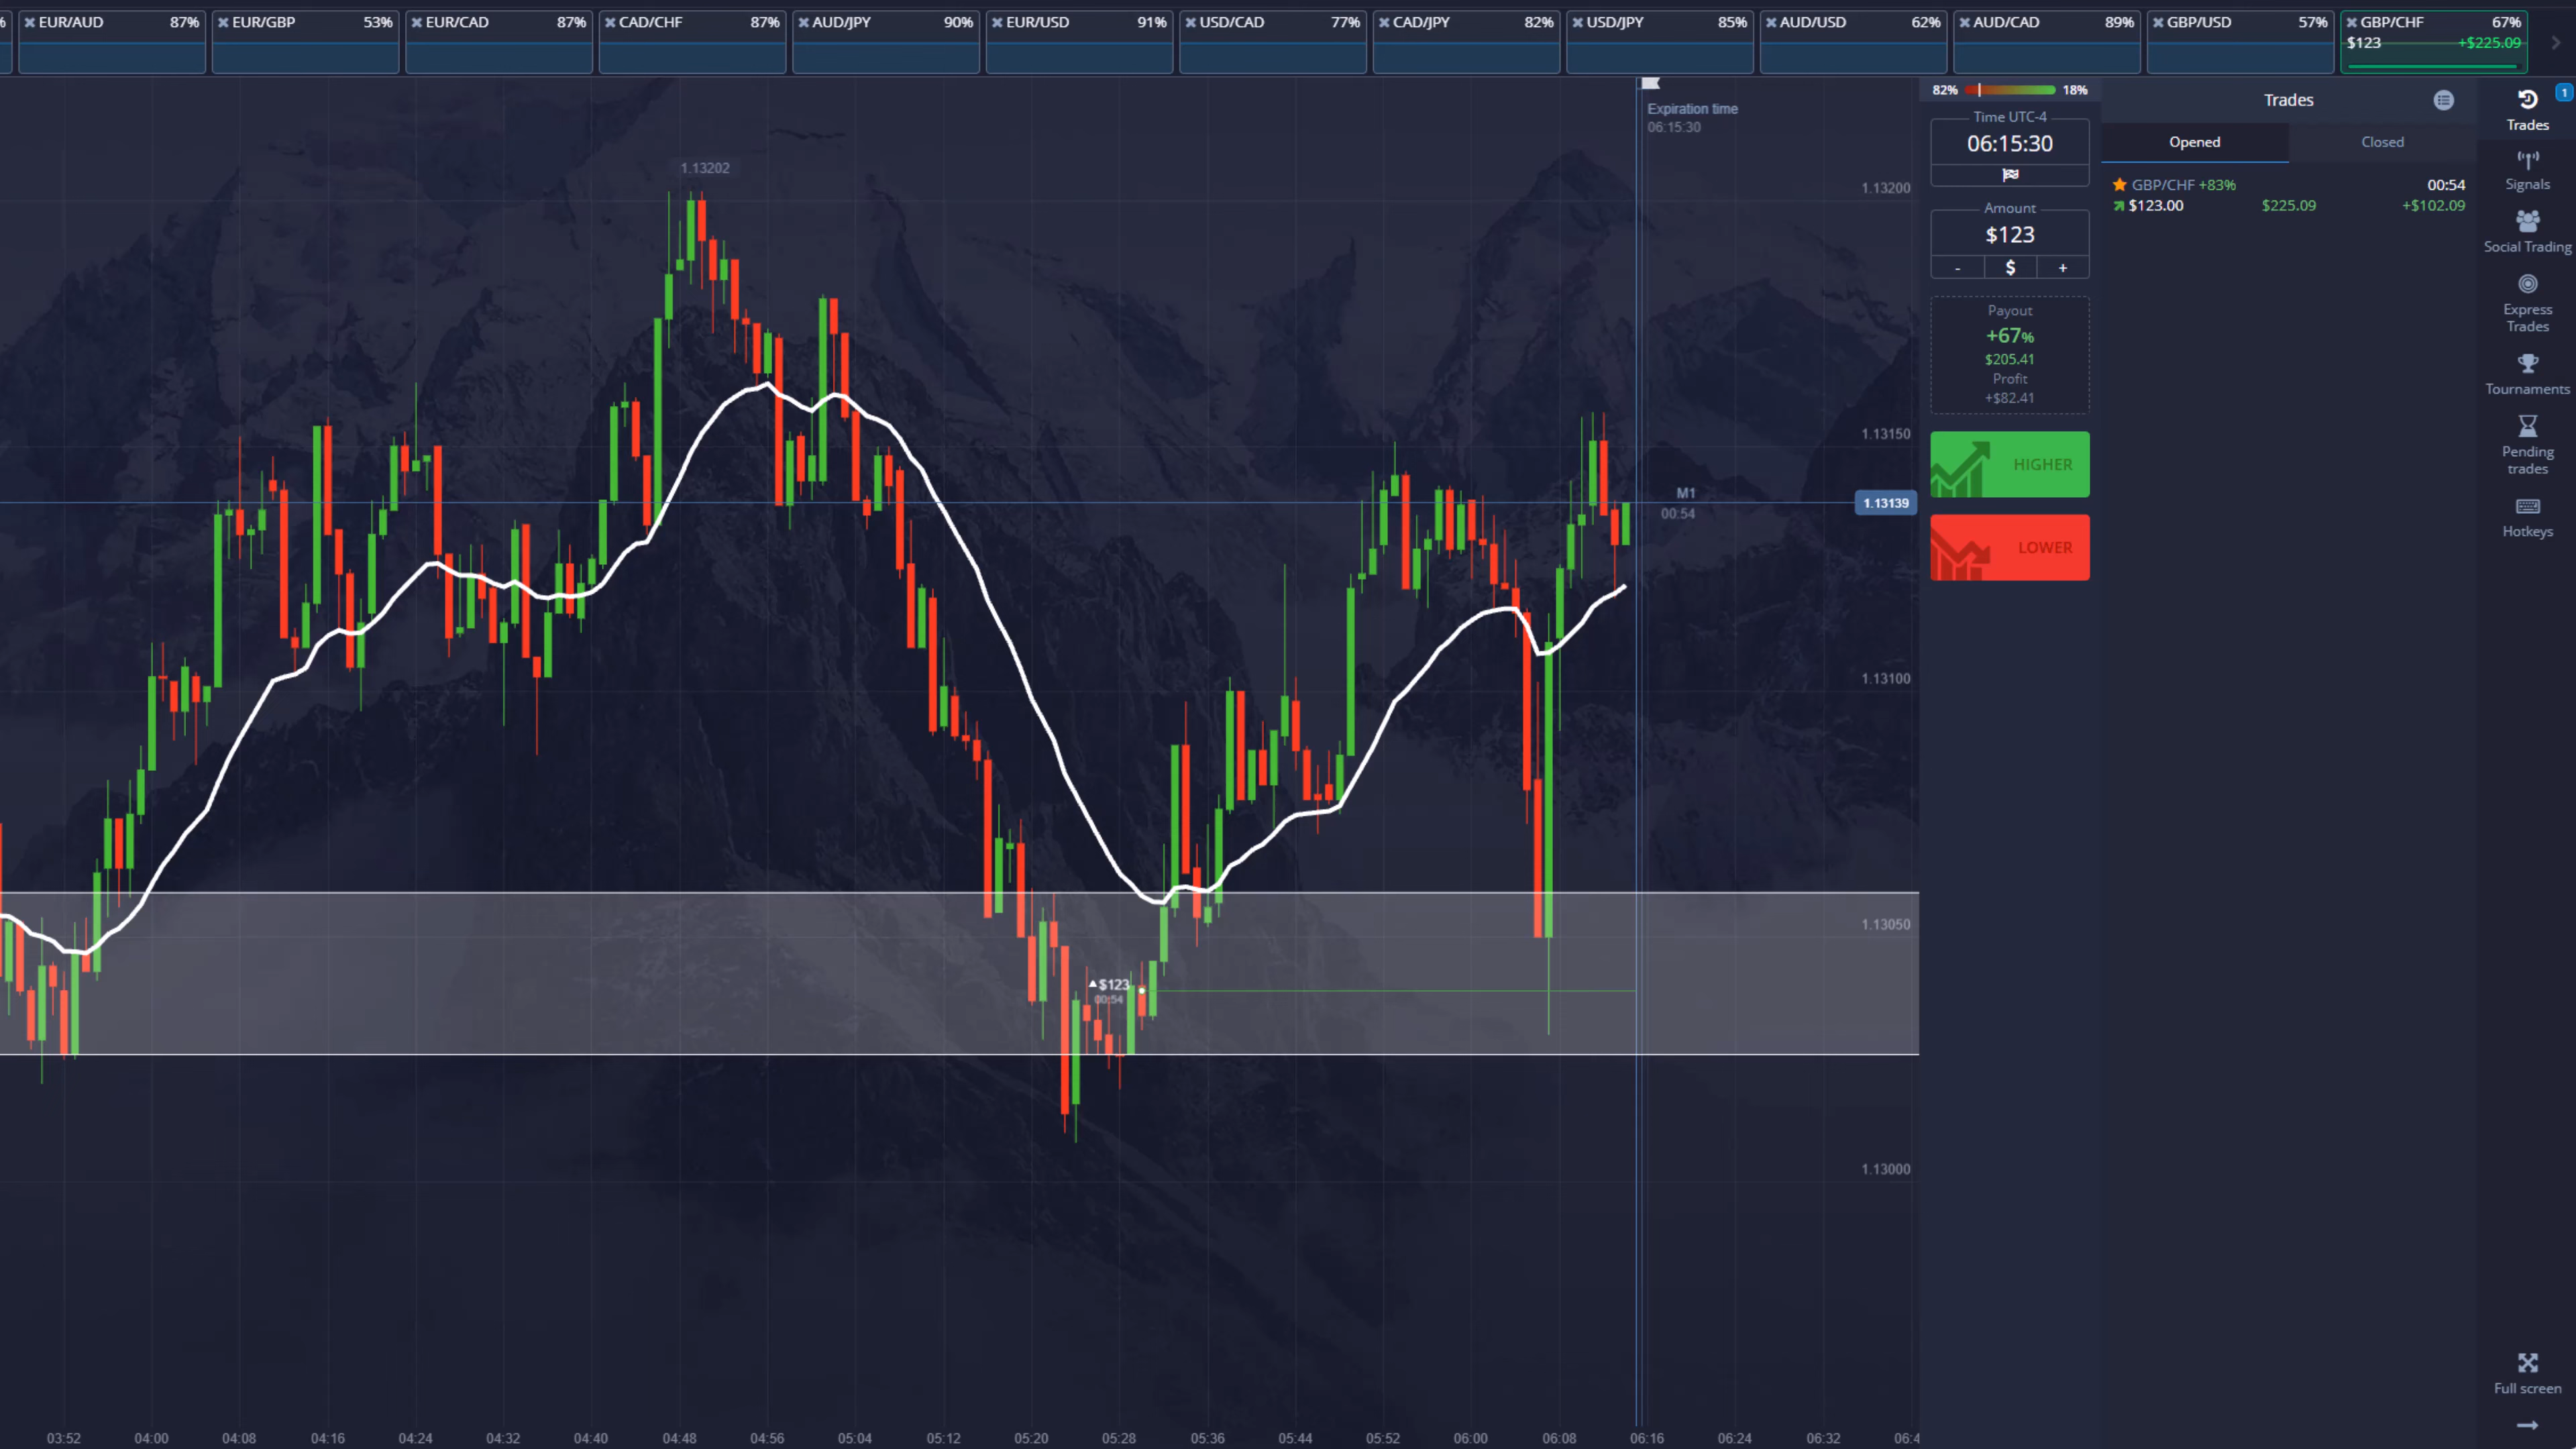 %
EUR/AUD 87%
EUR/GBP 53%
EUR/CAD 87%
CAD/CHF 87%
AUD/JPY 90%
EUR/USD 91%
USD/CAD 77%
CAD/JPY 82%
USD/JPY 85%
AUD/USD 62%
AUD/CAD 89%
GBP/USD 57%
GBP/CHF 67%
$123 +$225.09
Expiration time
06:15:30
1.13202
1.13200
1.13150
M1
00:54
1.13139
1.13100
1.13050
1.13000
$123
00:54
03:52 04:00 04:08 04:16 04:24 04:32 04:40 04:48 04:56 05:04 05:12 05:20 05:28 05:36 05:44 05:52 06:00 06:08 06:16 06:24 06:32 06:4
82% 18%
Time UTC-4
06:15:30
Amount
$123
- $ +
Payout
+67%
$205.41
Profit
+$82.41
HIGHER
LOWER
Trades
Opened Closed
GBP/CHF +83% 00:54
$123.00 $225.09 +$102.09
1
Trades
Signals
Social Trading
Express
Trades
Tournaments
Pending
trades
Hotkeys
Full screen